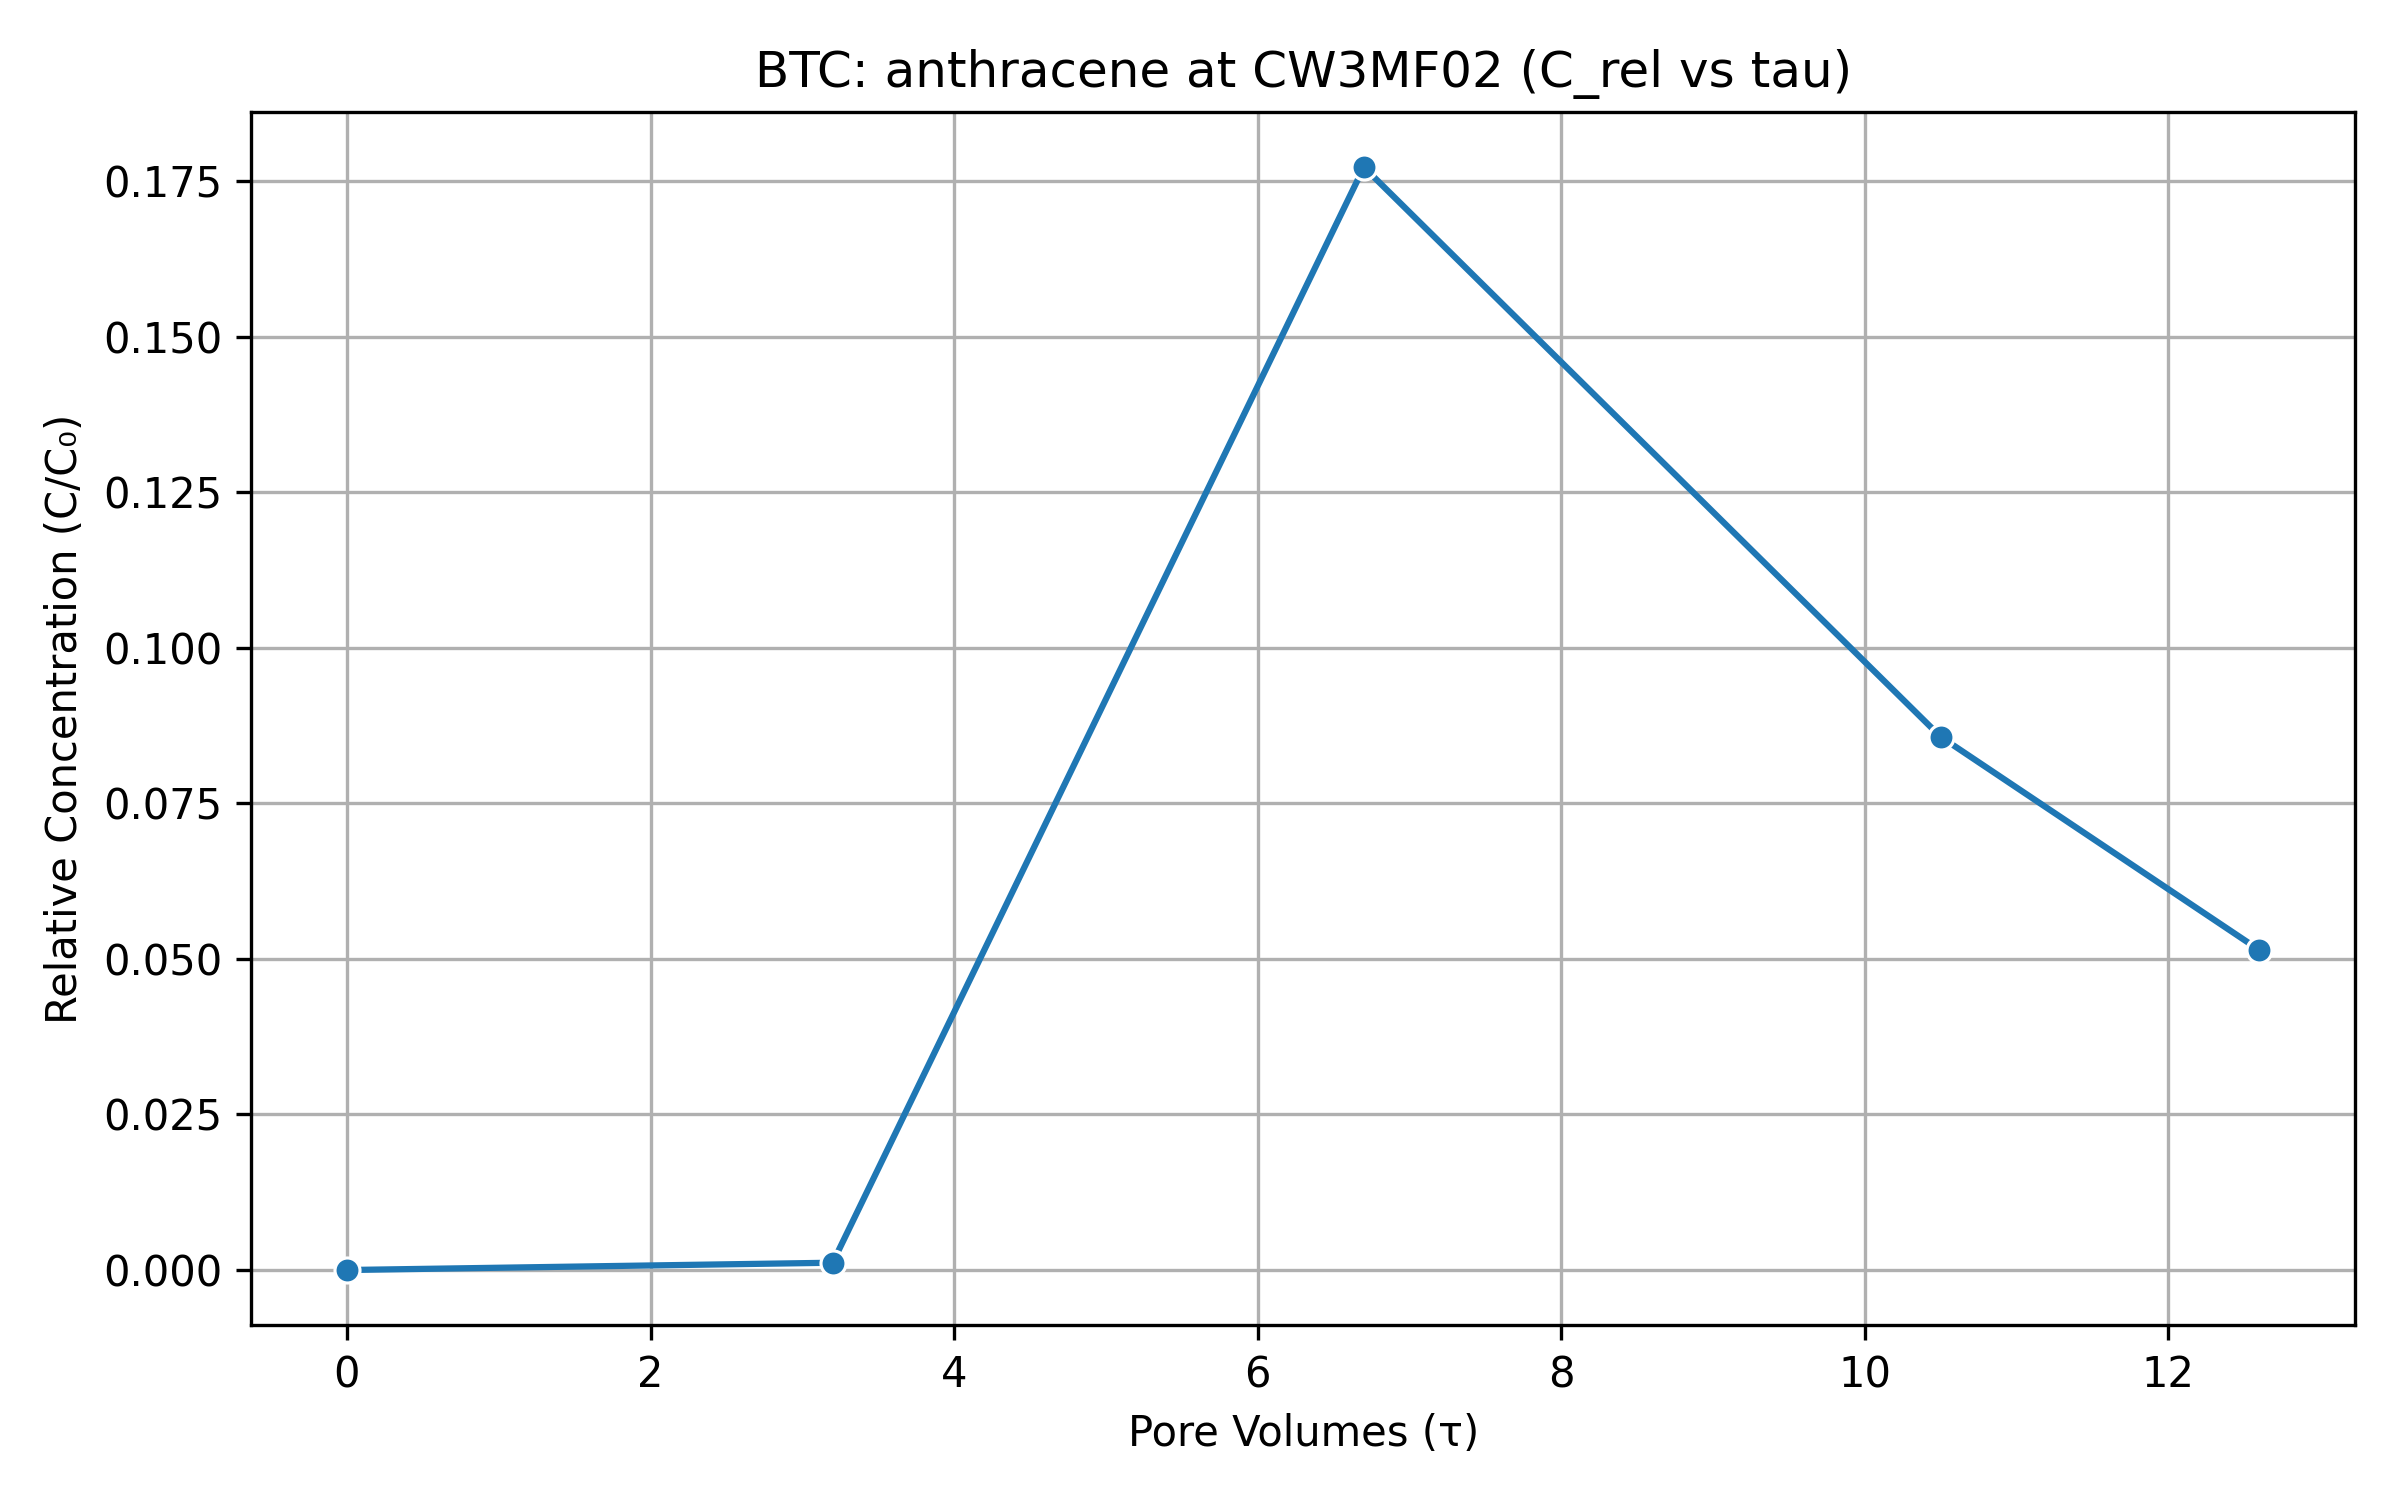 BTC: anthracene at CW3MF02 (C_rel vs tau)
Relative Concentration (C/C₀)
0.175
0.150
0.125
0.100
0.075
0.050
0.025
0.000
0 2 4 6 8 10 12
Pore Volumes (τ)